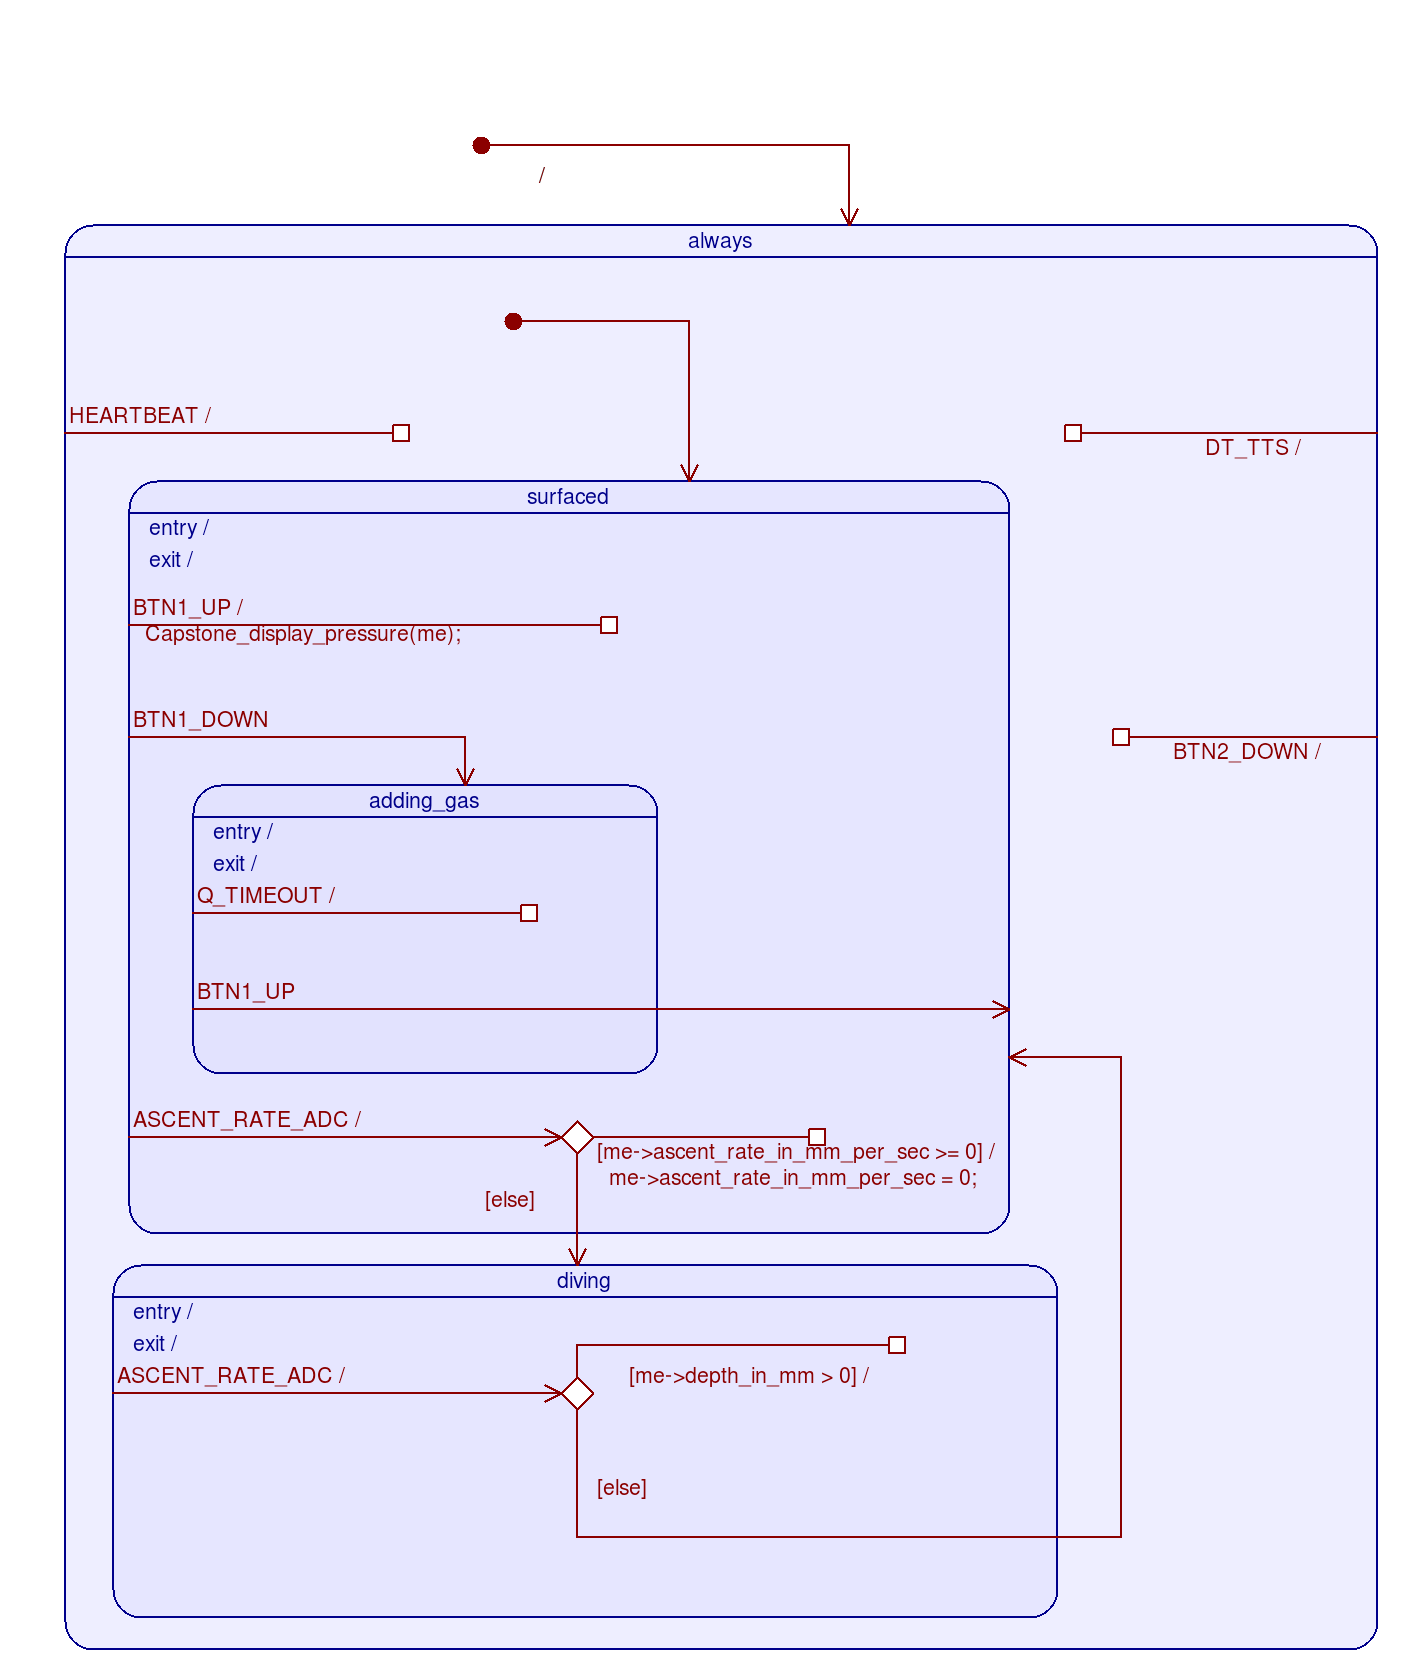 /
always
HEARTBEAT /
DT_TTS /
surfaced
entry /
exit /
BTN1_UP /
Capstone_display_pressure(me);
BTN1_DOWN
BTN2_DOWN /
adding_gas
entry /
exit /
Q_TIMEOUT /
BTN1_UP
ASCENT_RATE_ADC /
[me->ascent_rate_in_mm_per_sec >= 0] /
me->ascent_rate_in_mm_per_sec = 0;
[else]
diving
entry /
exit /
ASCENT_RATE_ADC /
[me->depth_in_mm > 0] /
[else]